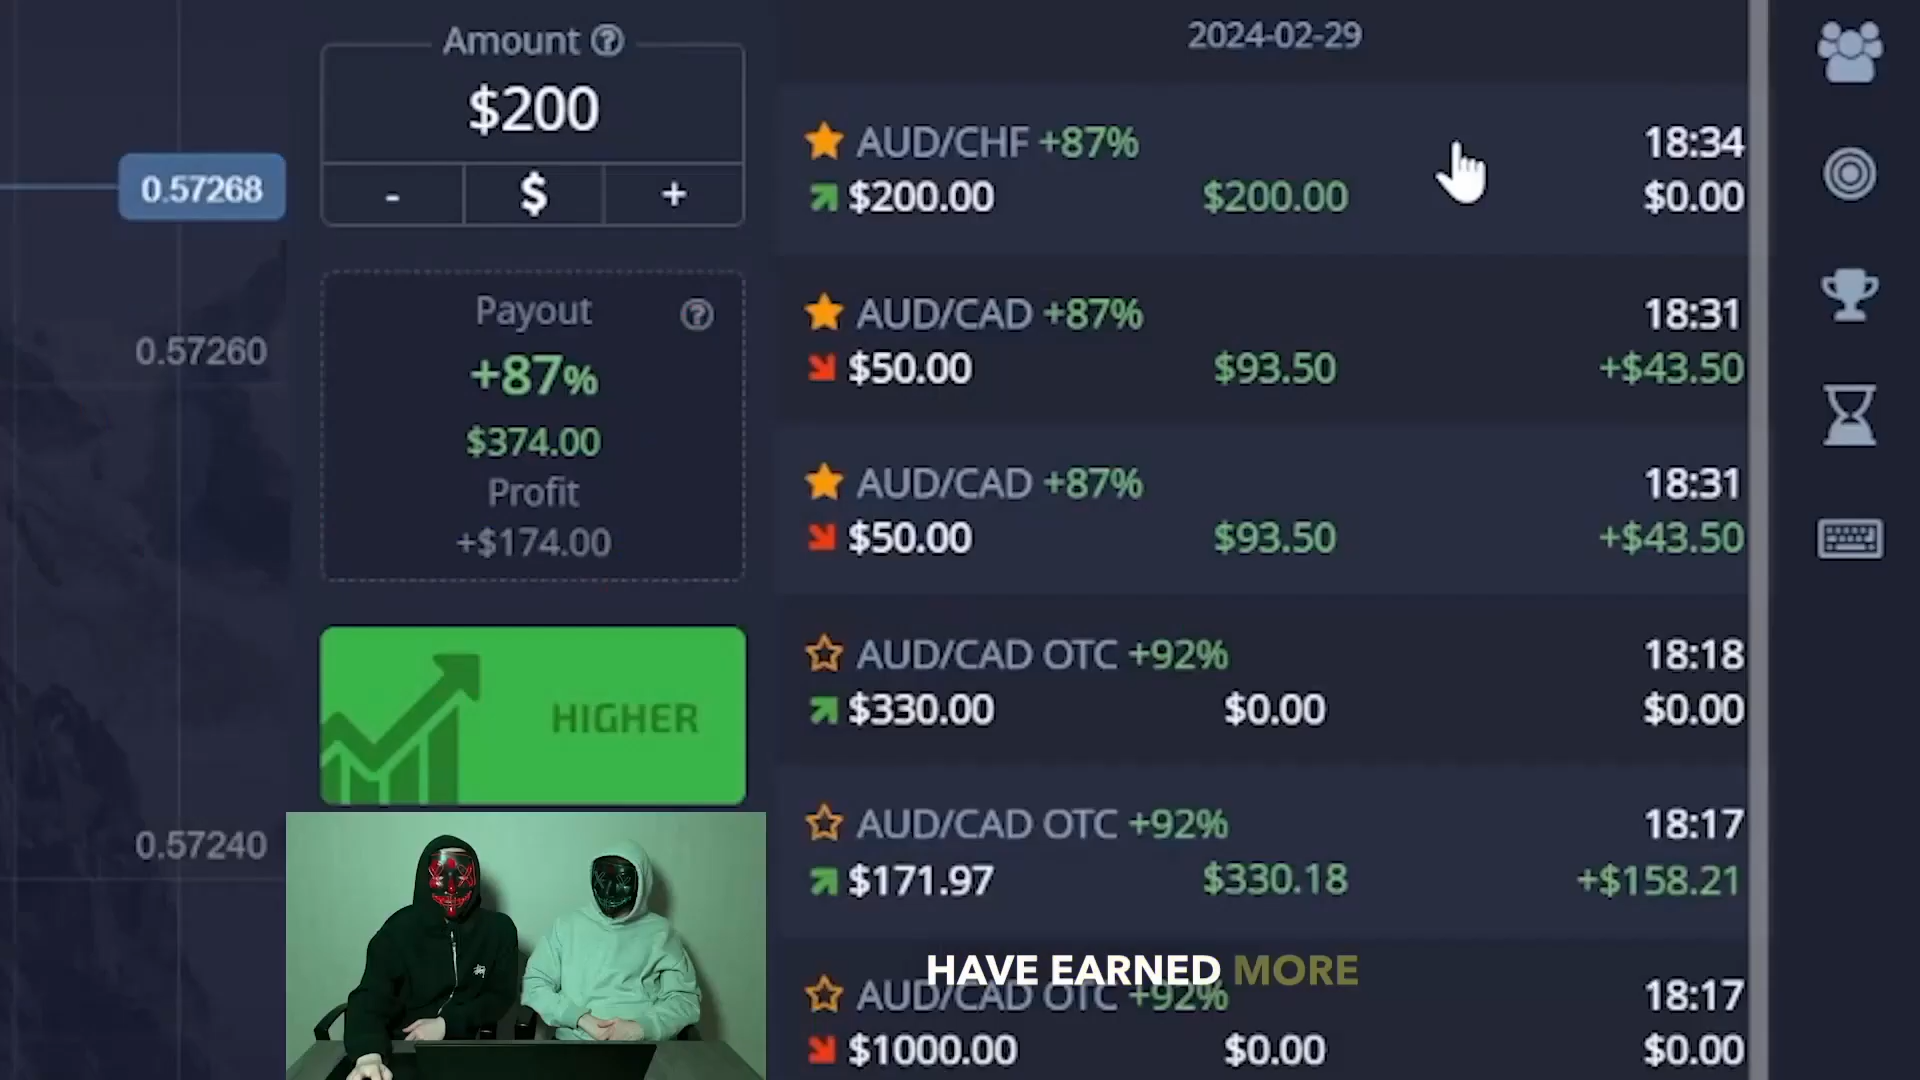 Amount ?
$200
- $ +
0.57268
0.57260
0.57240
Payout ?
+87%
$374.00
Profit
+$174.00
HIGHER
2024-02-29
AUD/CHF +87% 18:34
$200.00 $200.00 $0.00
AUD/CAD +87% 18:31
$50.00 $93.50 +$43.50
AUD/CAD +87% 18:31
$50.00 $93.50 +$43.50
AUD/CAD OTC +92% 18:18
$330.00 $0.00 $0.00
AUD/CAD OTC +92% 18:17
$171.97 $330.18 +$158.21
HAVE EARNED MORE
AUD/CAD OTC +92% 18:17
$1000.00 $0.00 $0.00